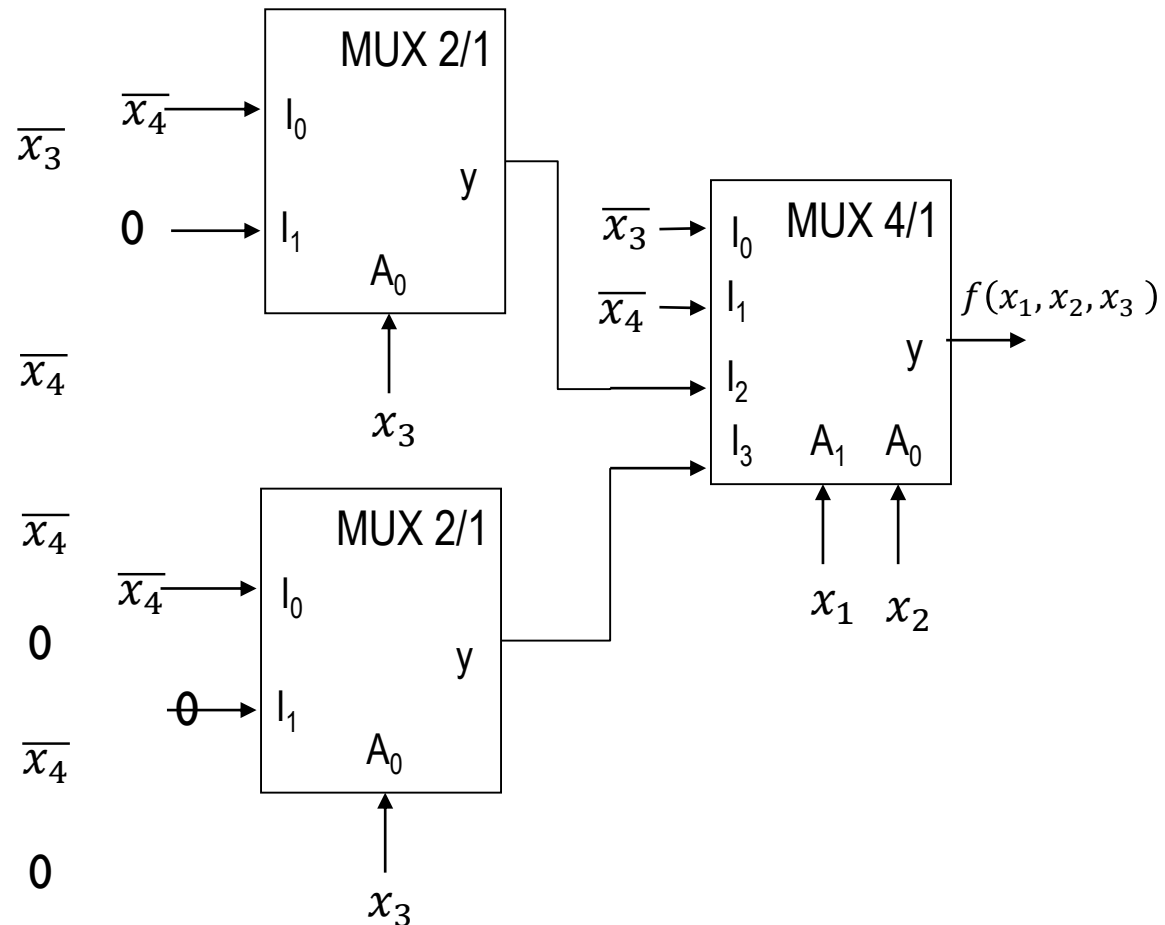 MUX 2/1
x̅₄
I₀
x̅₃
y
0
I₁
A₀
x₃
MUX 4/1
x̅₃
I₀
x̅₄
I₁
f(x₁, x₂, x₃ )
y
I₂
I₃
A₁ A₀
x₁ x₂
x̅₄
x̅₄
MUX 2/1
x̅₄
I₀
0
y
0
I₁
x̅₄
A₀
0
x₃